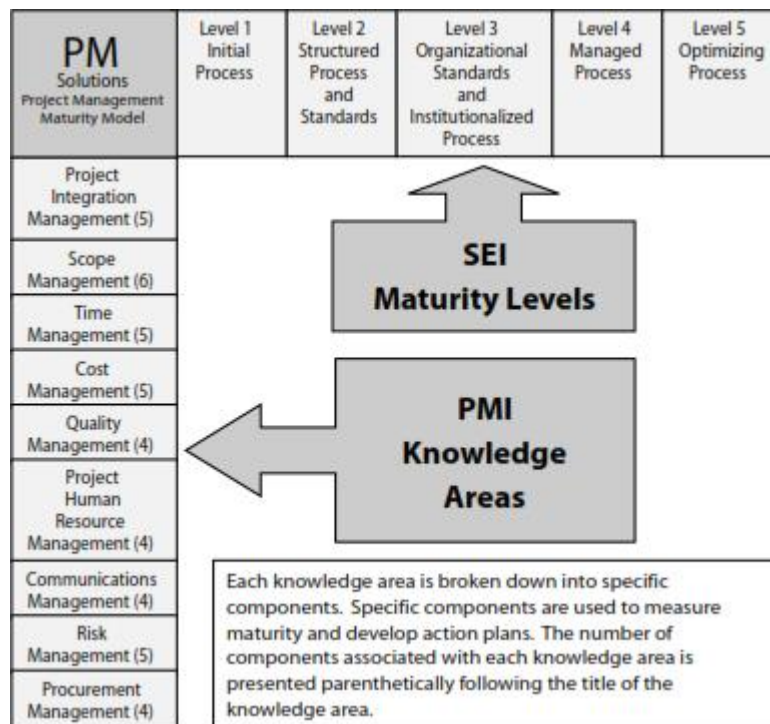 PM
Solutions
Project Management
Maturity Model
Level 1
Initial
Process
Level 2
Structured
Process
and
Standards
Level 3
Organizational
Standards
and
Institutionalized
Process
Level 4
Managed
Process
Level 5
Optimizing
Process
Project
Integration
Management (5)
Scope
Management (6)
Time
Management (5)
Cost
Management (5)
Quality
Management (4)
Project
Human
Resource
Management (4)
Communications
Management (4)
Risk
Management (5)
Procurement
Management (4)
SEI
Maturity Levels
PMI
Knowledge
Areas
Each knowledge area is broken down into specific
components. Specific components are used to measure
maturity and develop action plans. The number of
components associated with each knowledge area is
presented parenthetically following the title of the
knowledge area.